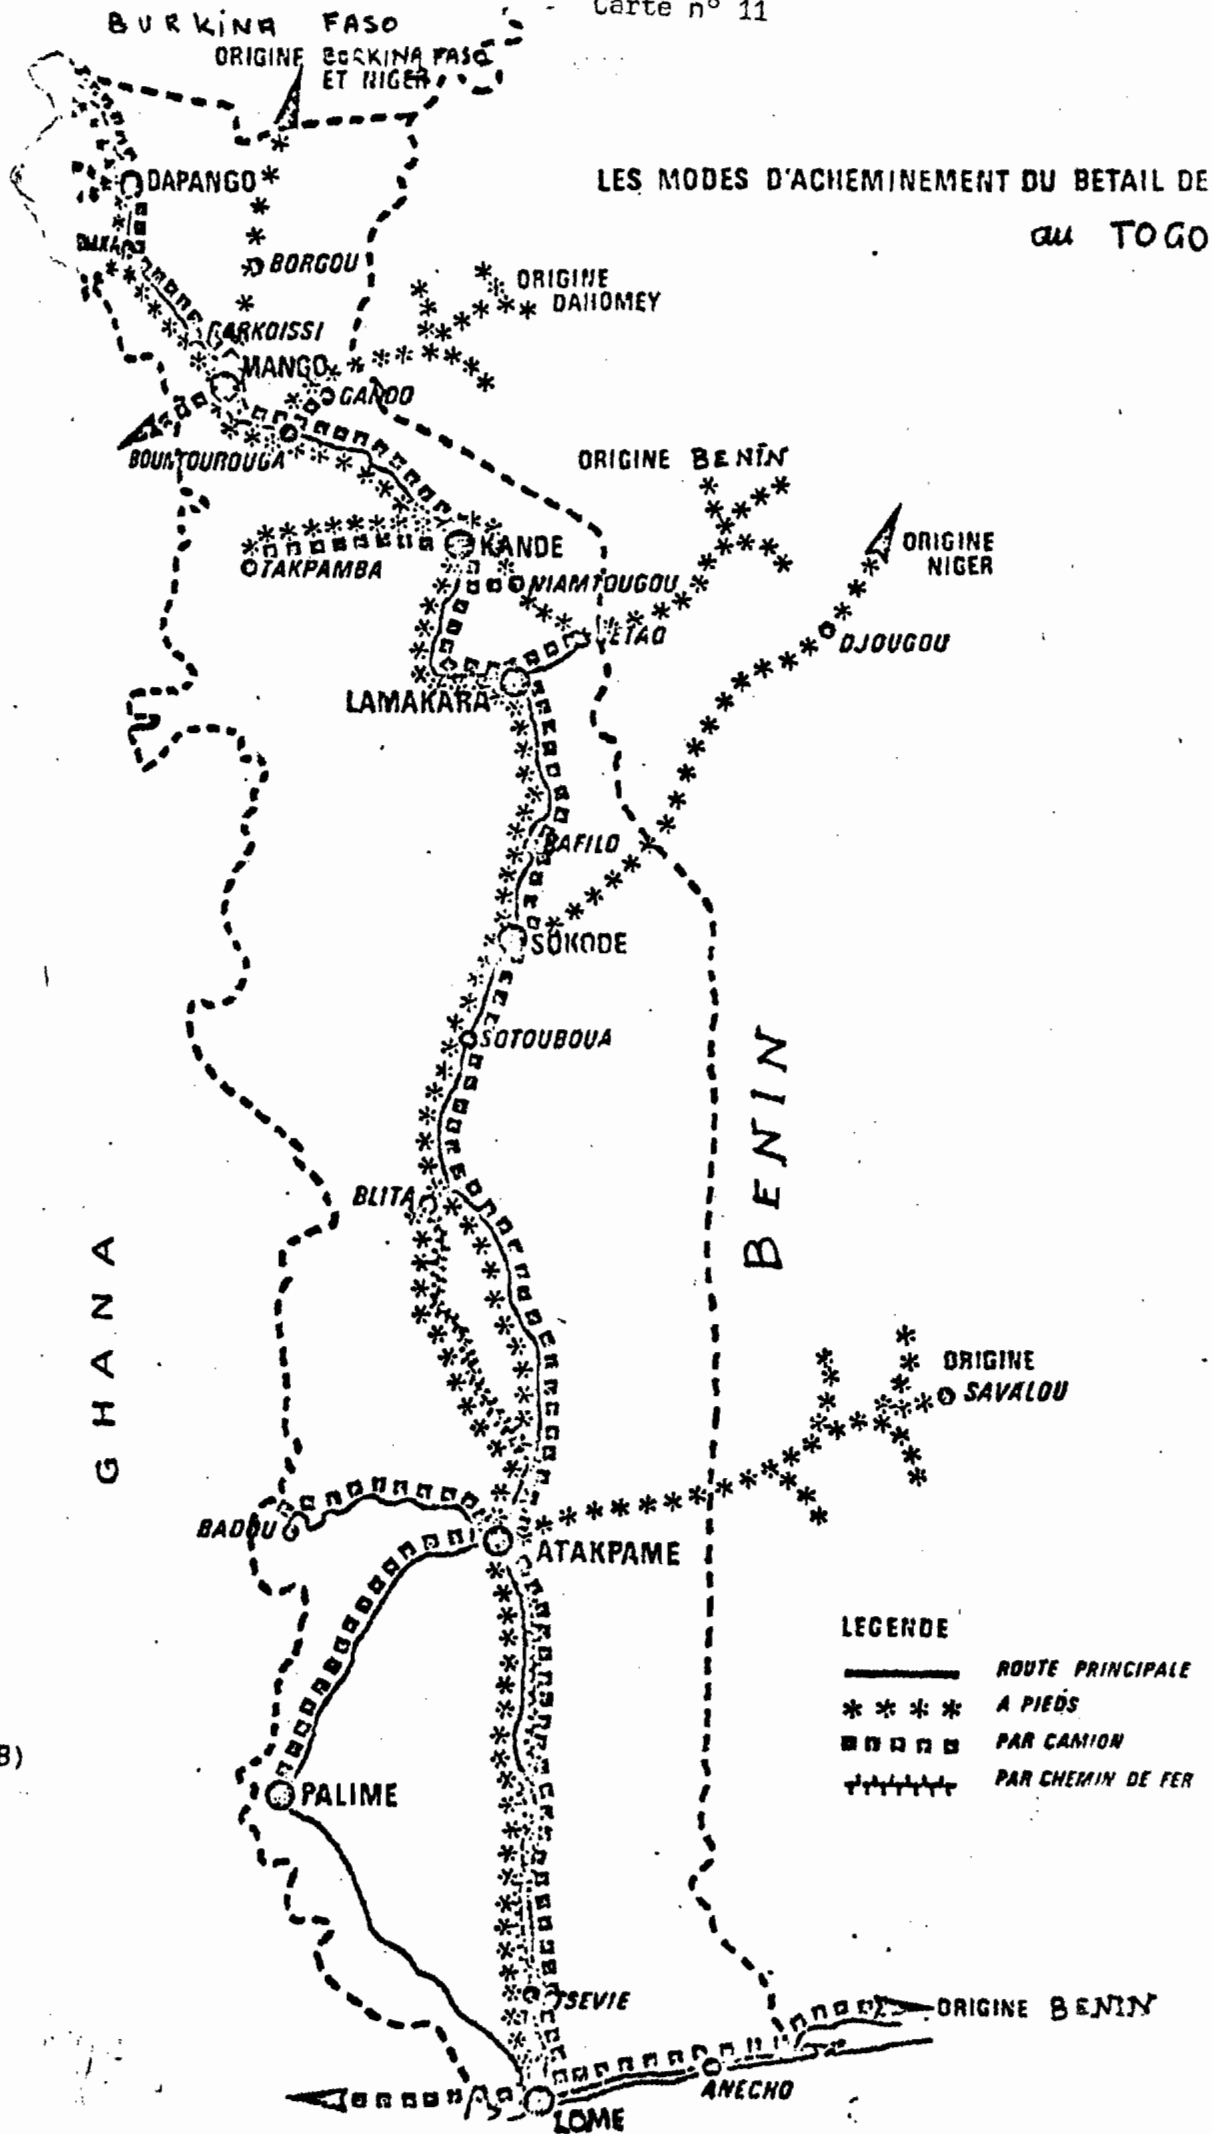 - Carte n° 11
BURKINA FASO
ORIGINE BURKINA FASO
ET NIGER
LES MODES D'ACHEMINEMENT DU BETAIL DE
au TOGO
DAPANGO
BORGOU
ORIGINE
DAHOMEY
GARKOISSI
MANGO
GANDO
BOUNTOUROUGA
ORIGINE BENIN
KANDE
TAKPAMBA
NIAMTOUGOU
ORIGINE
NIGER
KETAO
DJOUGOU
LAMAKARA
BAFILO
SOKODE
SOTOUBOUA
BENIN
BLITA
GHANA
ORIGINE
SAVALOU
BADOU
ATAKPAME
LEGENDE
ROUTE PRINCIPALE
A PIEDS
PAR CAMION
PAR CHEMIN DE FER
PALIME
TSEVIE
ORIGINE BENIN
ANECHO
LOME